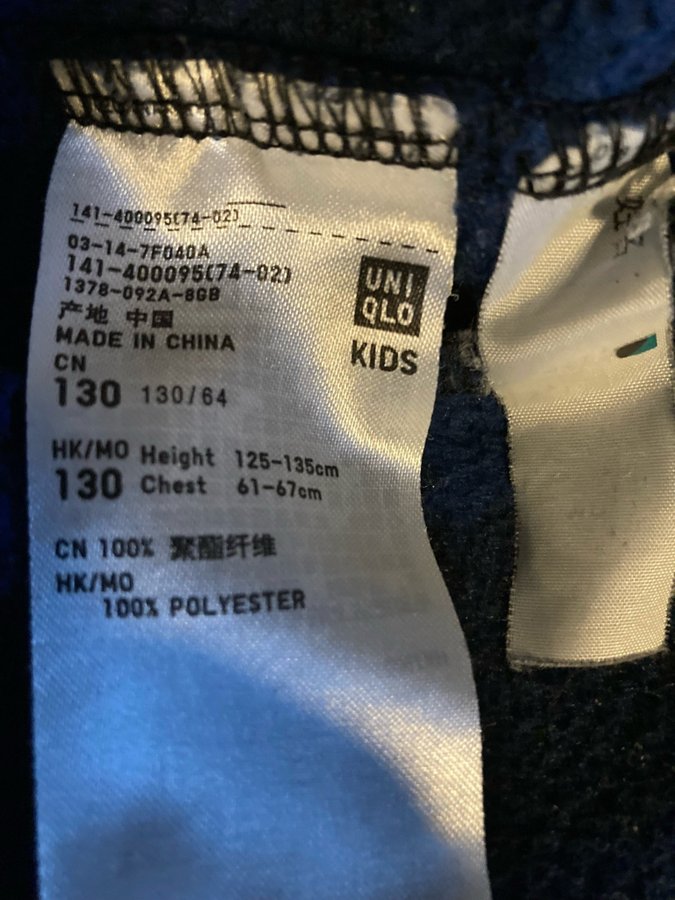 141-400095(74-02)
03-14-7F040A
141-400095(74-02)
1378-092A-8GB
产地 中国
MADE IN CHINA
UNI
QLO
KIDS
CN
130 130/64
HK/MO Height 125-135cm
130 Chest 61-67cm
CN 100% 聚酯纤维
HK/MO
100% POLYESTER